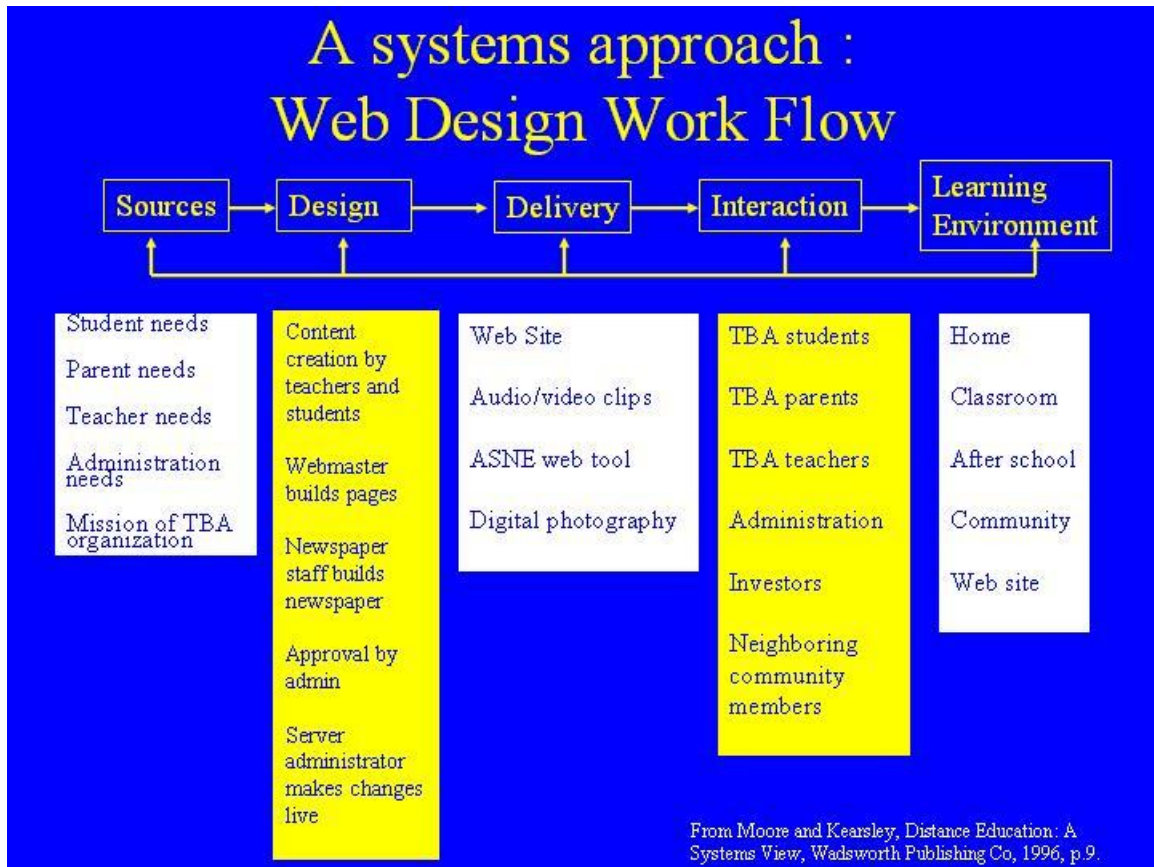 A systems approach :
Web Design Work Flow
Sources
Design
Delivery
Interaction
Learning
Environment
Student needs
Parent needs
Teacher needs
Administration
needs
Mission of TBA
organization
Content
creation by
teachers and
students
Webmaster
builds pages
Newspaper
staff builds
newspaper
Approval by
admin
Server
administrator
makes changes
live
Web Site
Audio/video clips
ASNE web tool
Digital photography
TBA students
TBA parents
TBA teachers
Administration
Investors
Neighboring
community
members
Home
Classroom
After school
Community
Web site
From Moore and Kearsley, Distance Education: A
Systems View, Wadsworth Publishing Co, 1996, p.9.